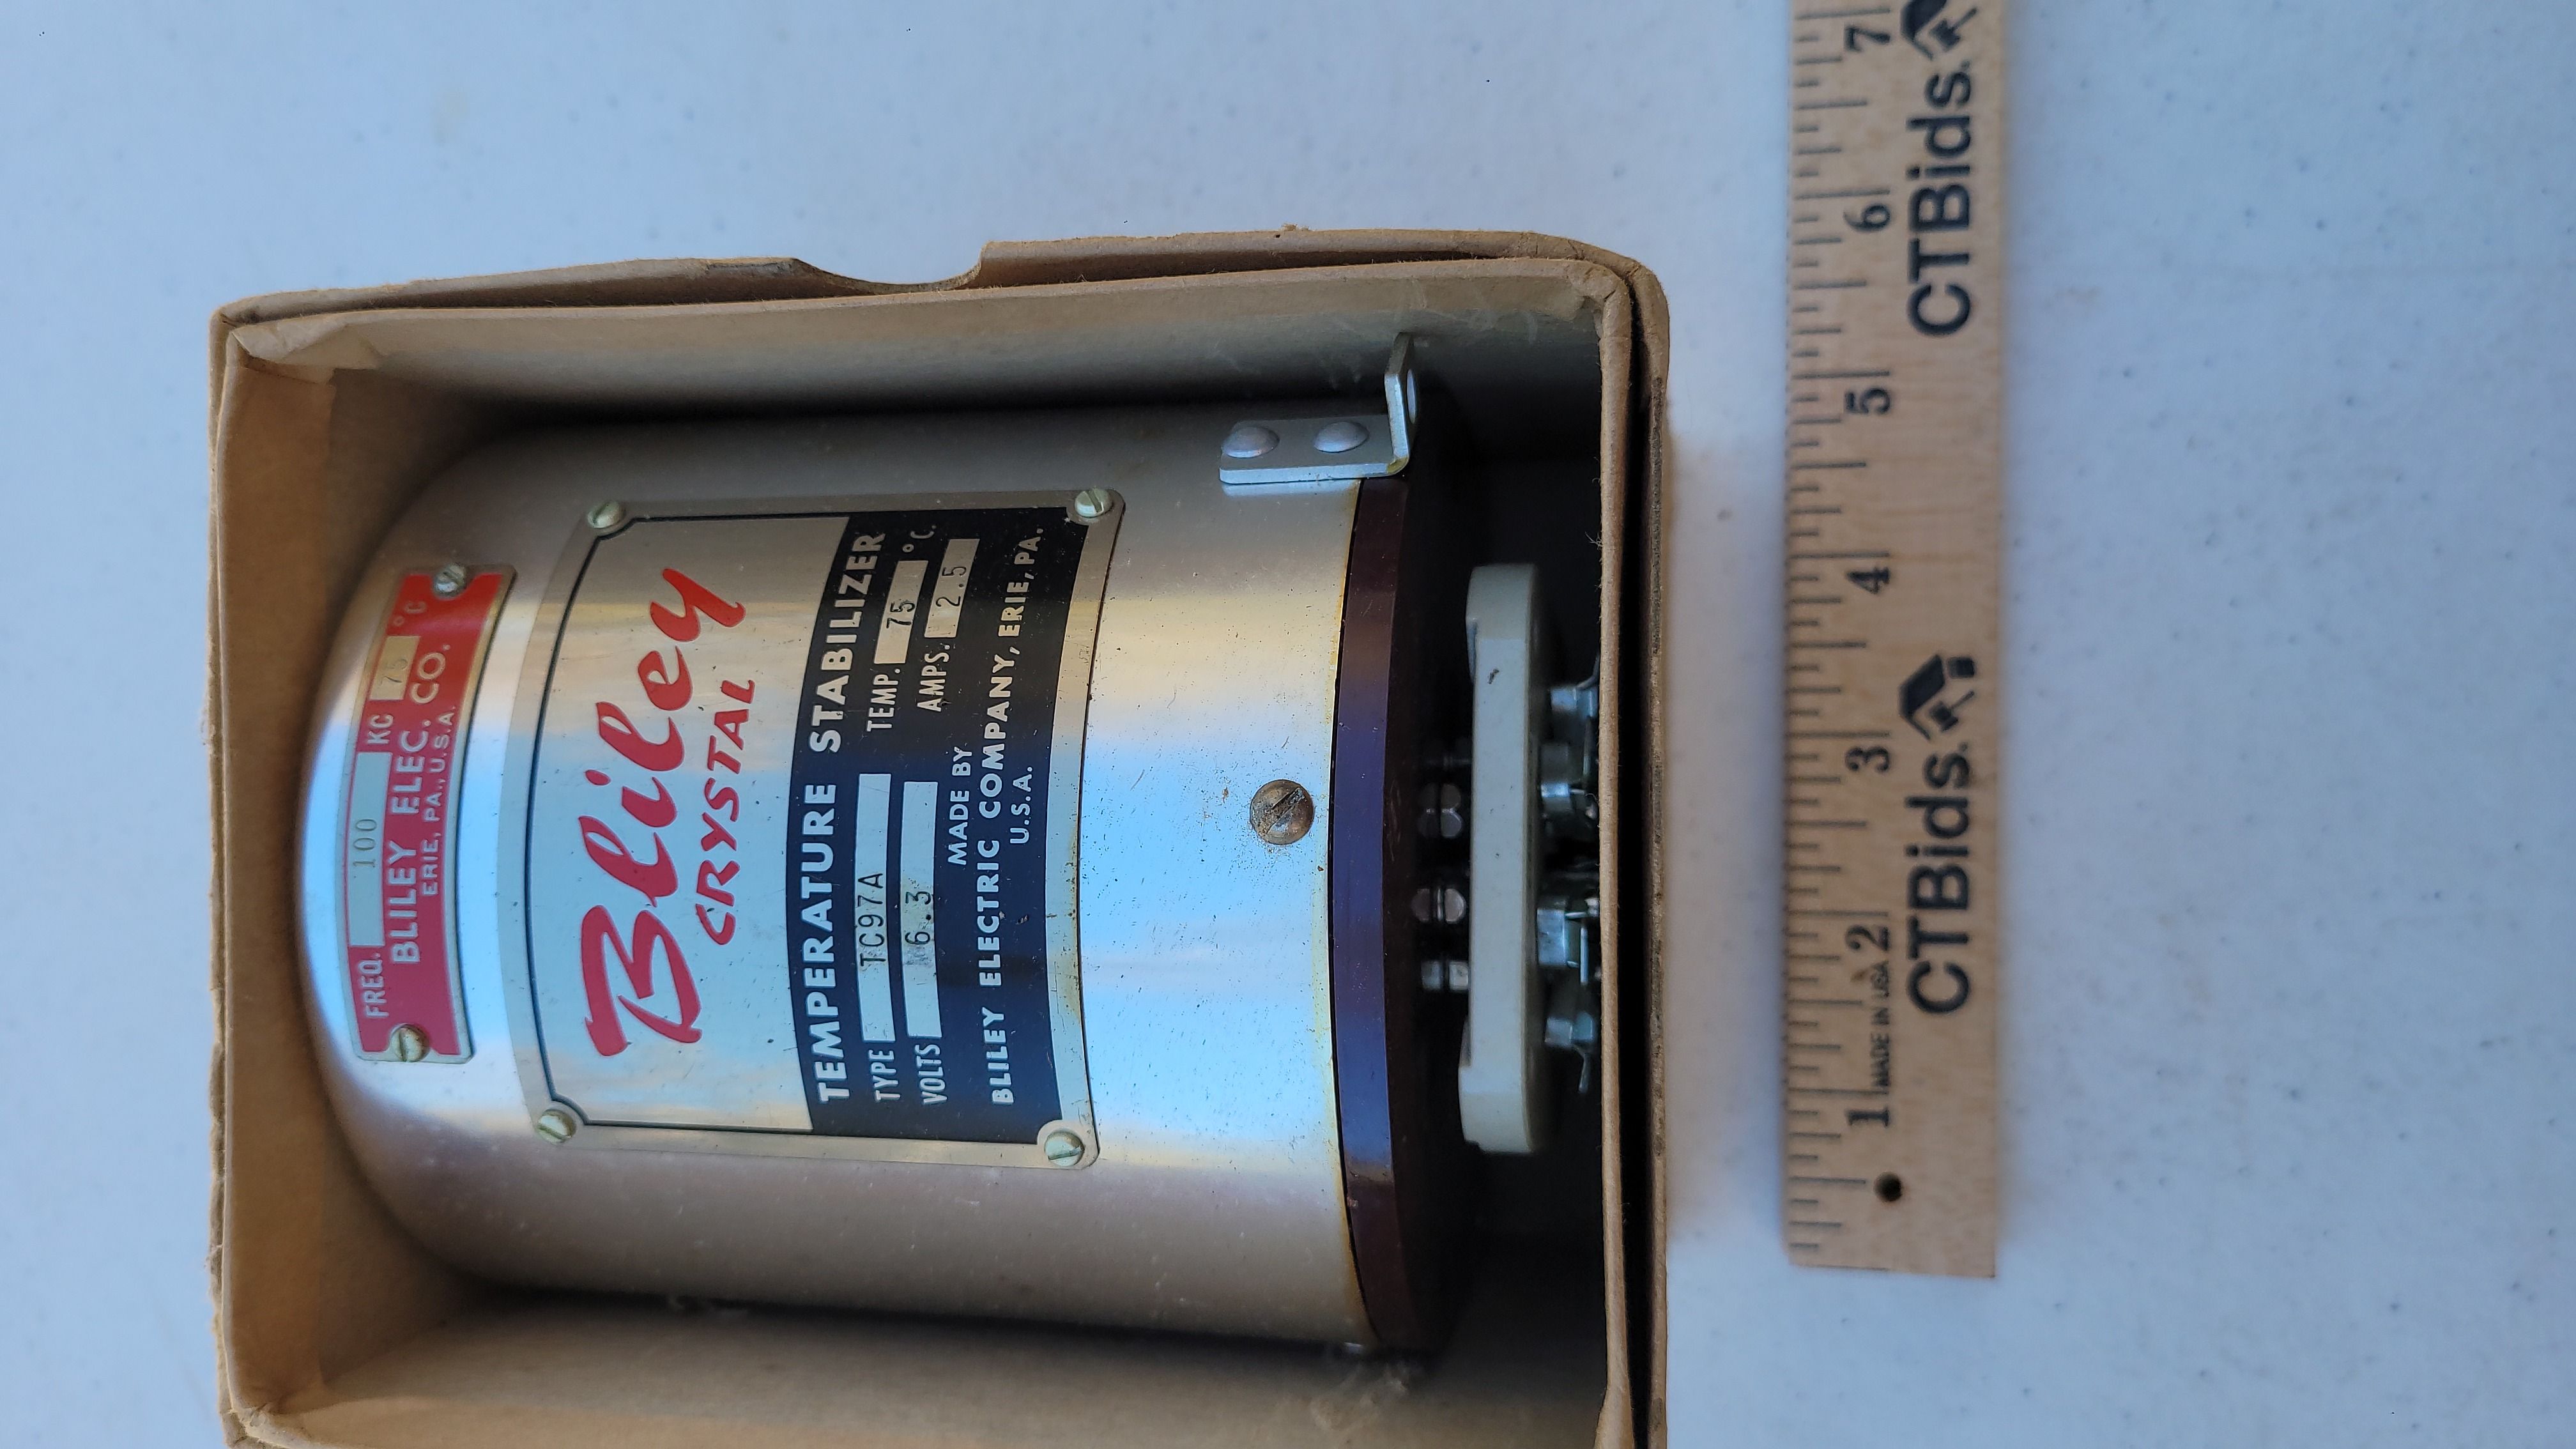 FREQ. 100 KC 75 °C
BLILEY ELEC. CO.
ERIE, PA., U.S.A.
Bliley
CRYSTAL
TEMPERATURE STABILIZER
TYPE TC97A TEMP. 75 °C.
VOLTS 6.3 AMPS. 2.5
MADE BY
BLILEY ELECTRIC COMPANY, ERIE, PA.
U.S.A.
1 2 3 4 5 6 7
MADE IN USA
CTBids. CTBids.